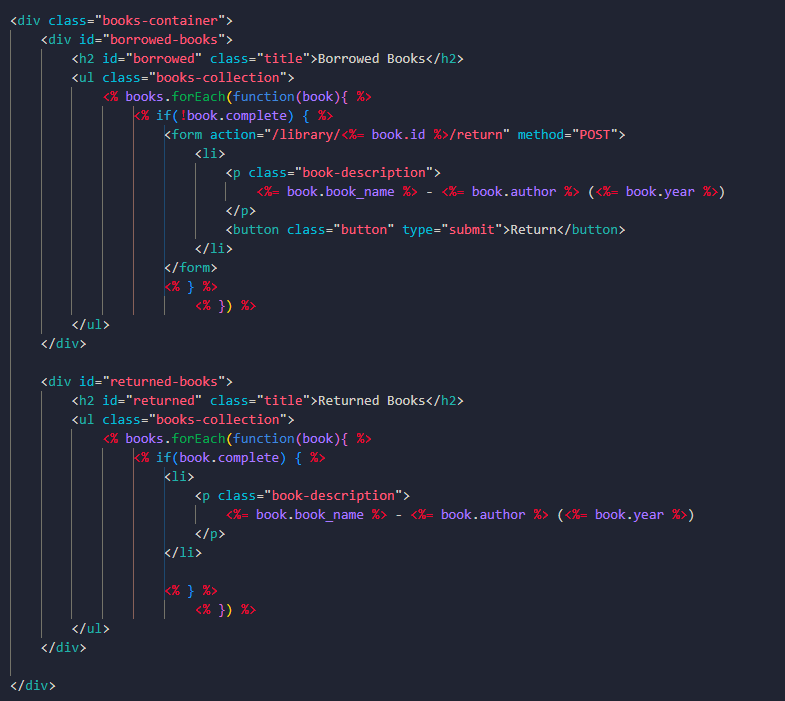 <div class="books-container">
    <div id="borrowed-books">
        <h2 id="borrowed" class="title">Borrowed Books</h2>
        <ul class="books-collection">
            <% books.forEach(function(book){ %>
                <% if(!book.complete) { %>
                    <form action="/library/<%= book.id %>/return" method="POST">
                        <li>
                            <p class="book-description">
                                <%= book.book_name %> - <%= book.author %> (<%= book.year %>)
                            </p>
                            <button class="button" type="submit">Return</button>
                        </li>
                    </form>
                    <% } %>
                        <% }) %>
        </ul>
    </div>

    <div id="returned-books">
        <h2 id="returned" class="title">Returned Books</h2>
        <ul class="books-collection">
            <% books.forEach(function(book){ %>
                <% if(book.complete) { %>
                    <li>
                        <p class="book-description">
                            <%= book.book_name %> - <%= book.author %> (<%= book.year %>)
                        </p>
                    </li>

                    <% } %>
                        <% }) %>
        </ul>
    </div>

</div>